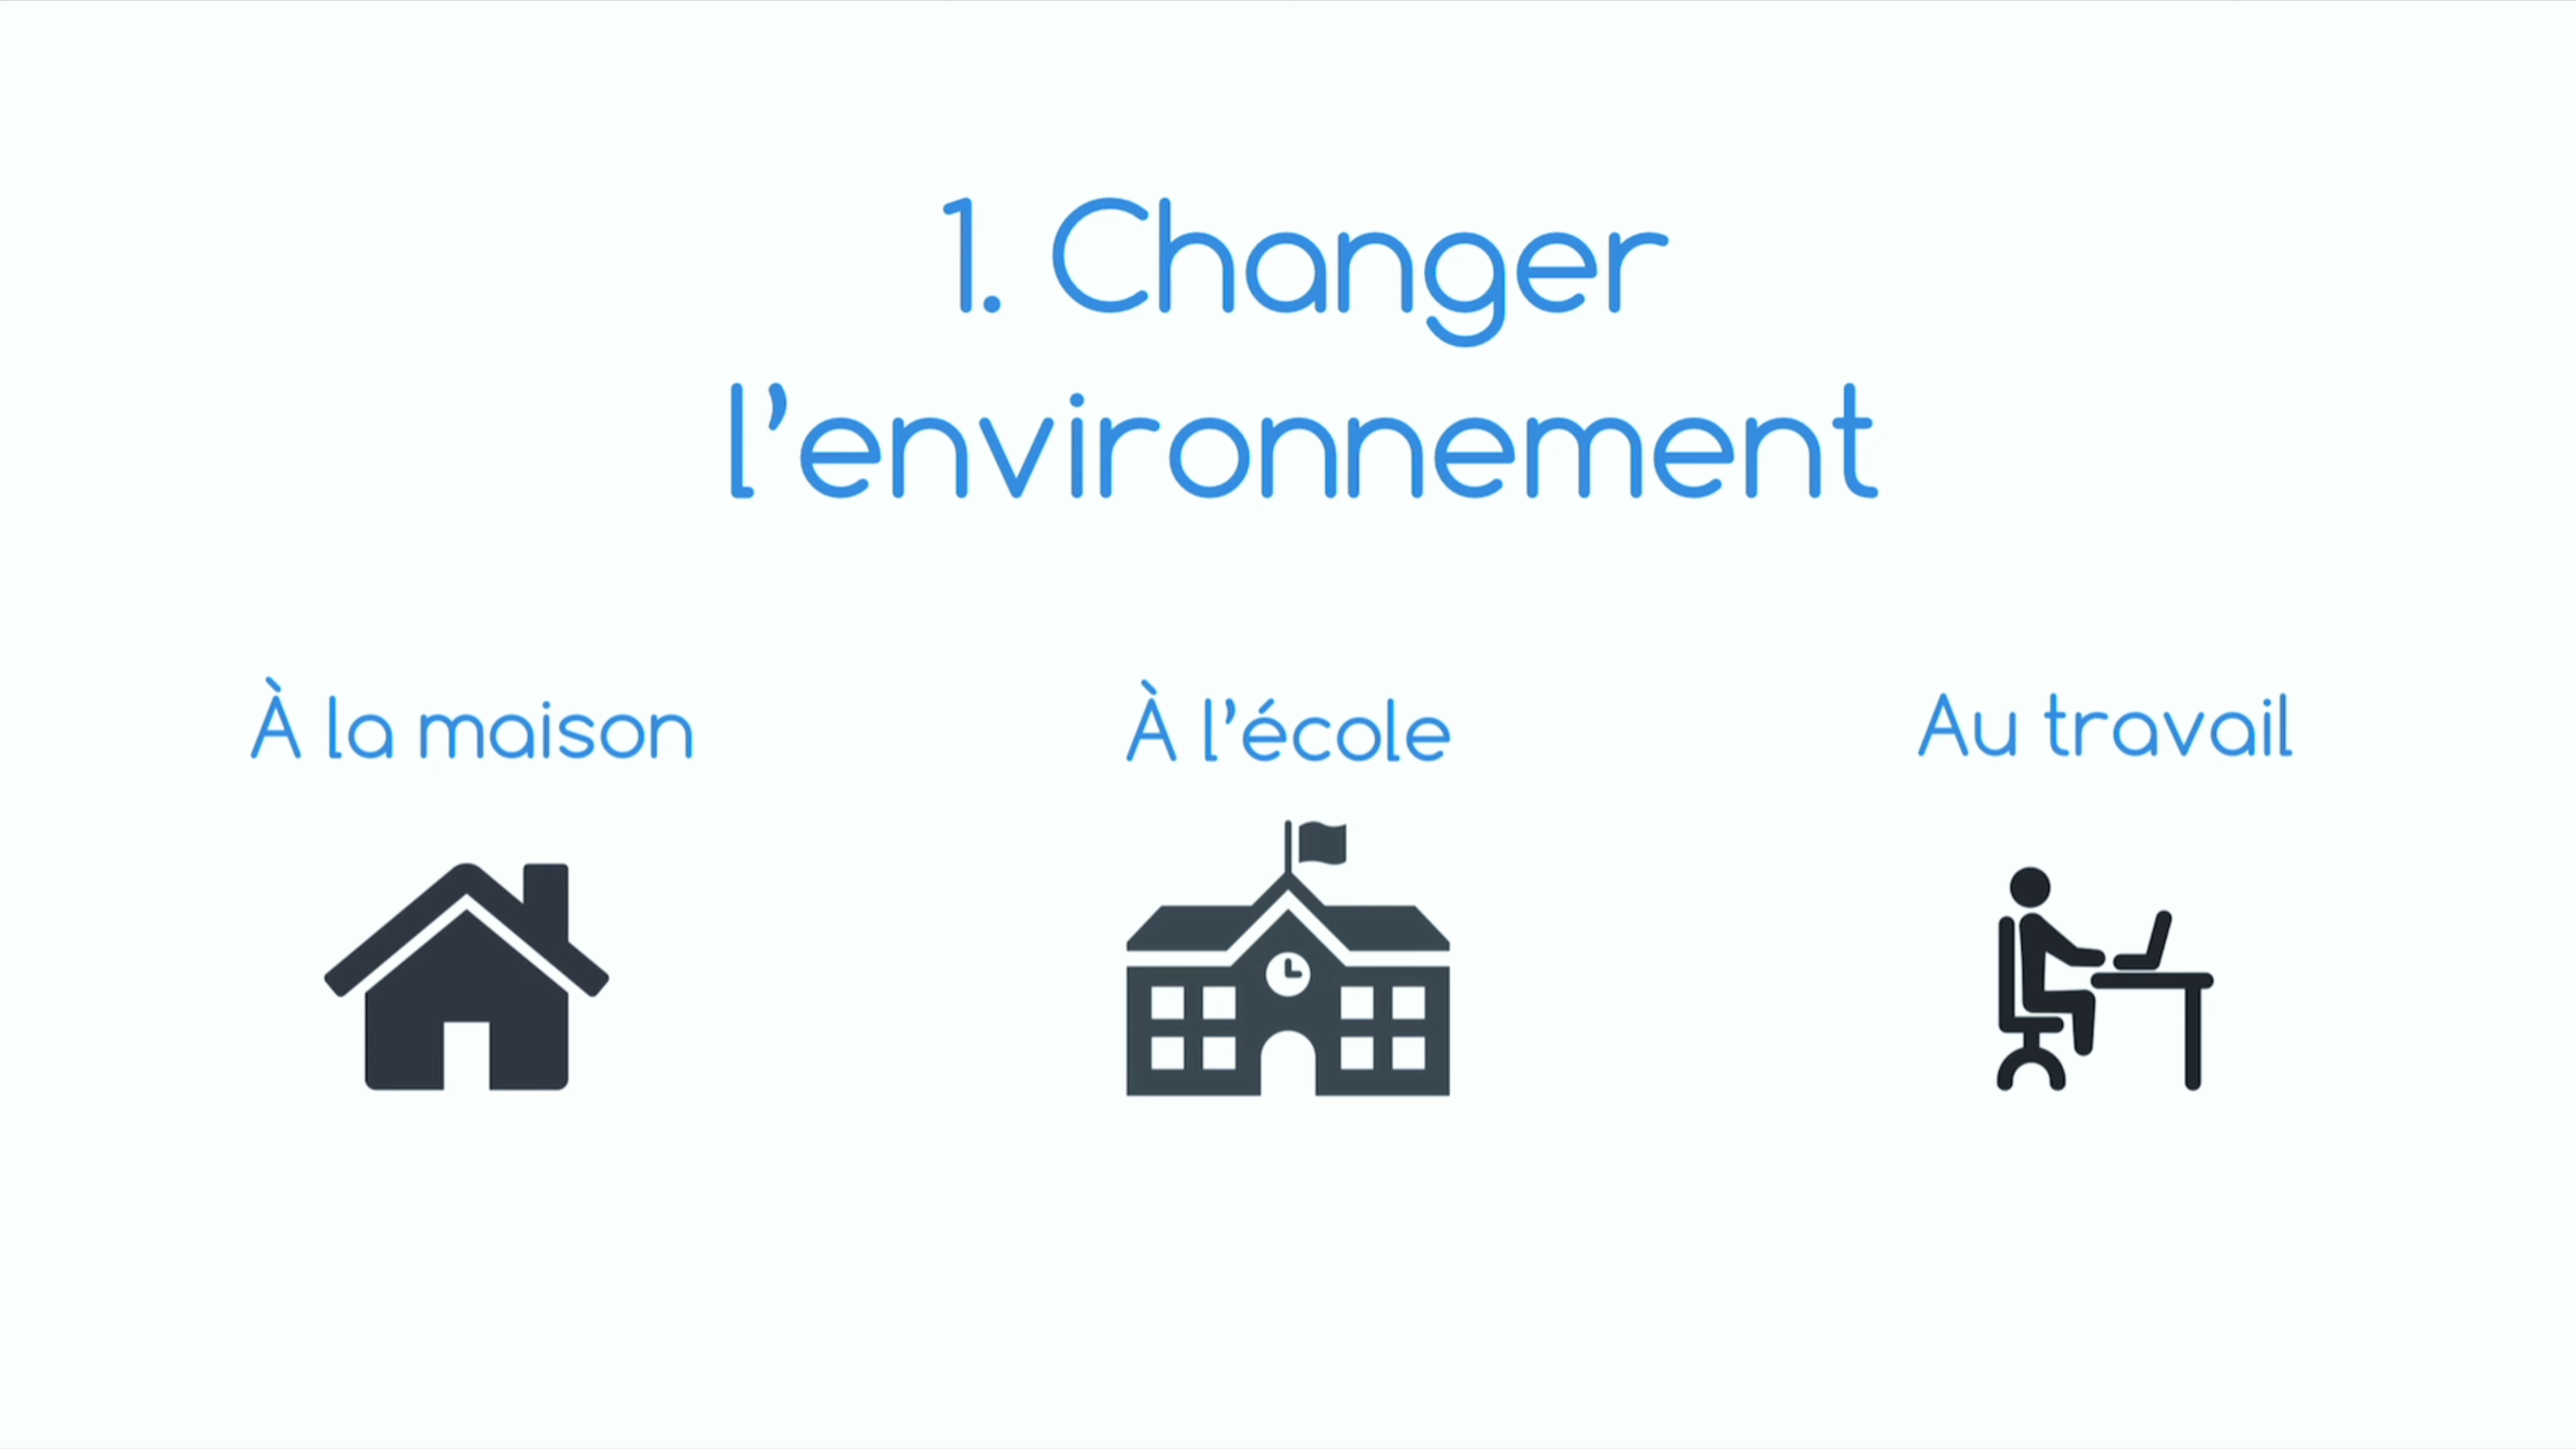 1. Changer
l’environnement
À la maison
À l’école
Au travail